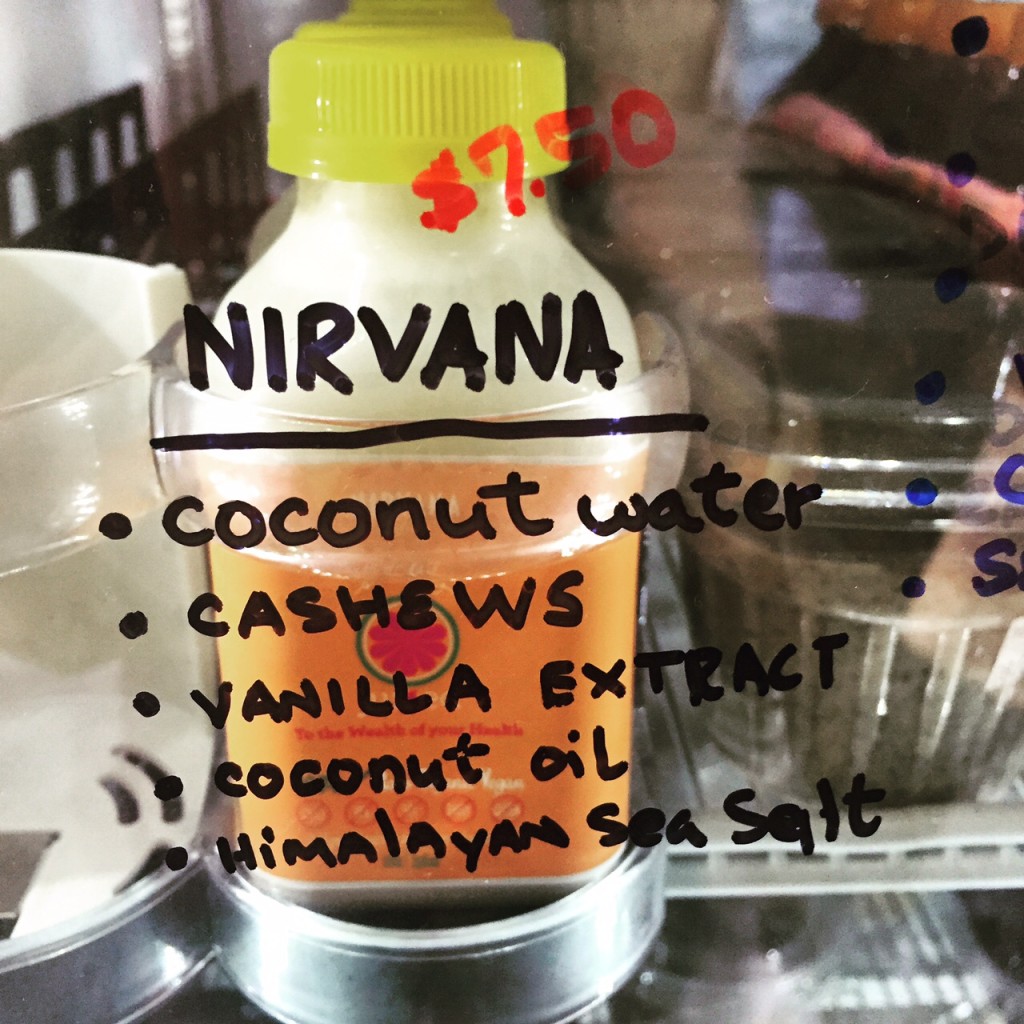 $7.50
NIRVANA
• coconut water
• CASHEWS
• VANILLA EXTRACT
To the Wealth of your Health
• coconut oil
• HiMAlAYAN Sea Salt